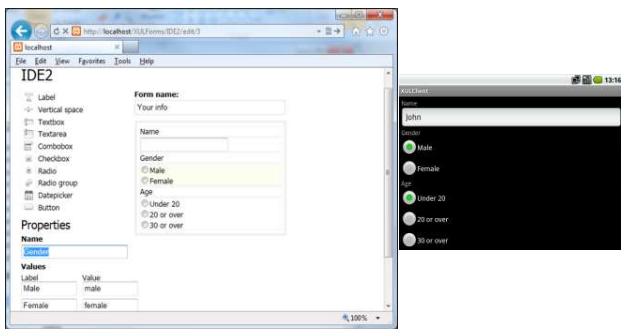 http://localhost/XULForms/IDE2/edit/3
localhost
File Edit View Favorites Tools Help
IDE2
Label
Vertical space
Textbox
Textarea
Combobox
Checkbox
Radio
Radio group
Datepicker
Button
Properties
Name
Gender
Values
Label Value
Male male
Female female
Form name:
Your info
Name
Gender
Male
Female
Age
Under 20
20 or over
30 or over
100%
13:16
XULClient
Name
John
Gender
Male
Female
Age
Under 20
20 or over
30 or over